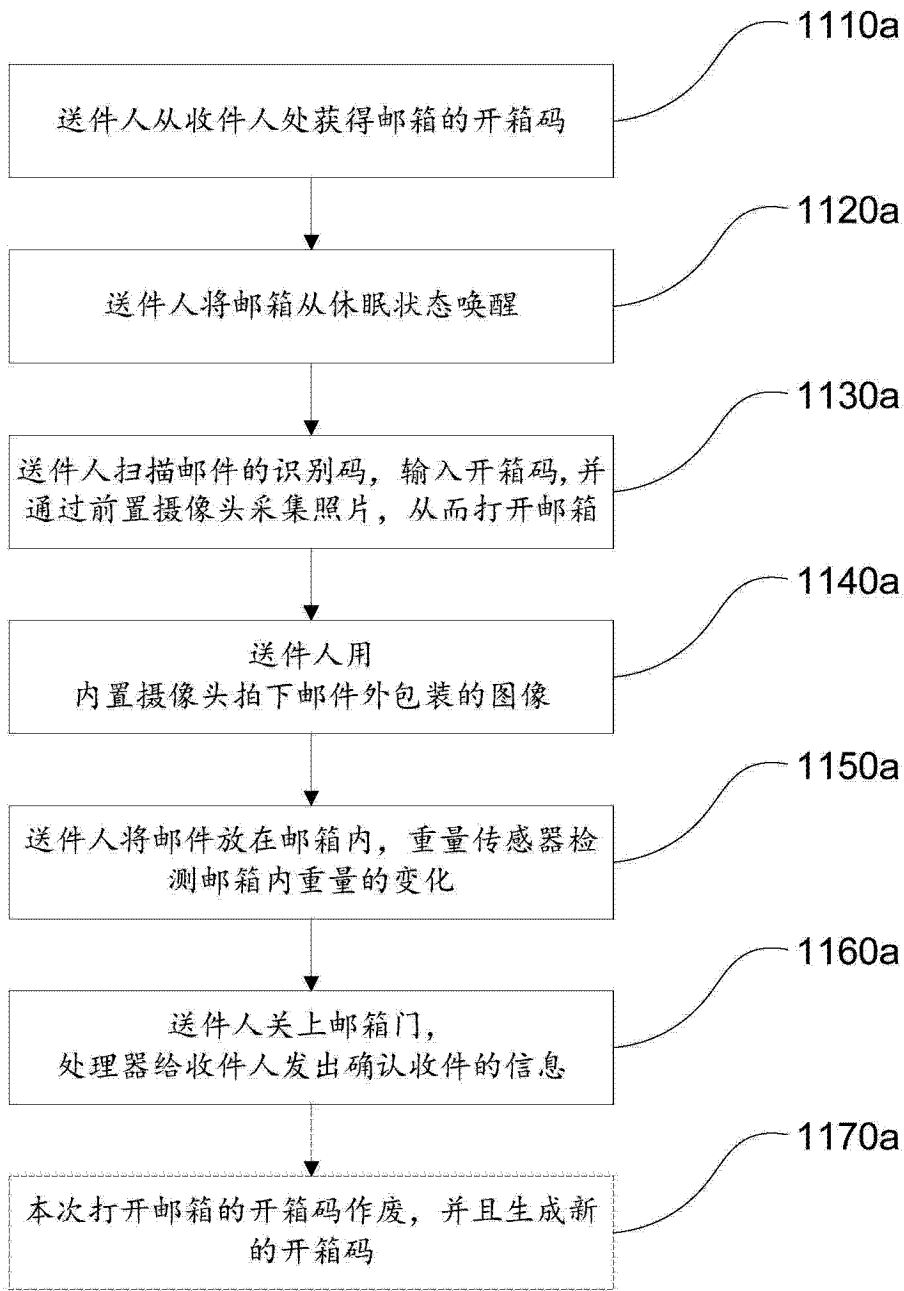 1110a
送件人从收件人处获得邮箱的开箱码
1120a
送件人将邮箱从休眠状态唤醒
1130a
送件人扫描邮件的识别码，输入开箱码,并
通过前置摄像头采集照片，从而打开邮箱
1140a
送件人用
内置摄像头拍下邮件外包装的图像
1150a
送件人将邮件放在邮箱内，重量传感器检
测邮箱内重量的变化
1160a
送件人关上邮箱门，
处理器给收件人发出确认收件的信息
1170a
本次打开邮箱的开箱码作废，并且生成新
的开箱码